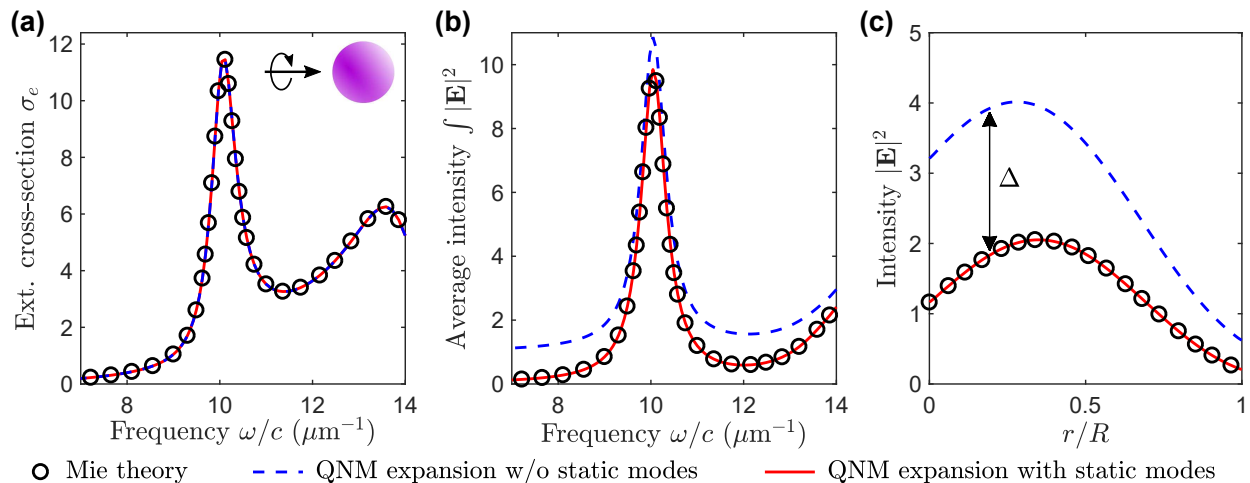 (a)
Ext. cross-section σe
12
10
8
6
4
2
0
8
10
12
14
Frequency ω/c (μm⁻¹)
(b)
Average intensity ∫ |E|²
10
8
6
4
2
0
8
10
12
14
Frequency ω/c (μm⁻¹)
(c)
Intensity |E|²
5
4
3
2
1
0
Δ
0
0.5
1
r/R
Mie theory
QNM expansion w/o static modes
QNM expansion with static modes